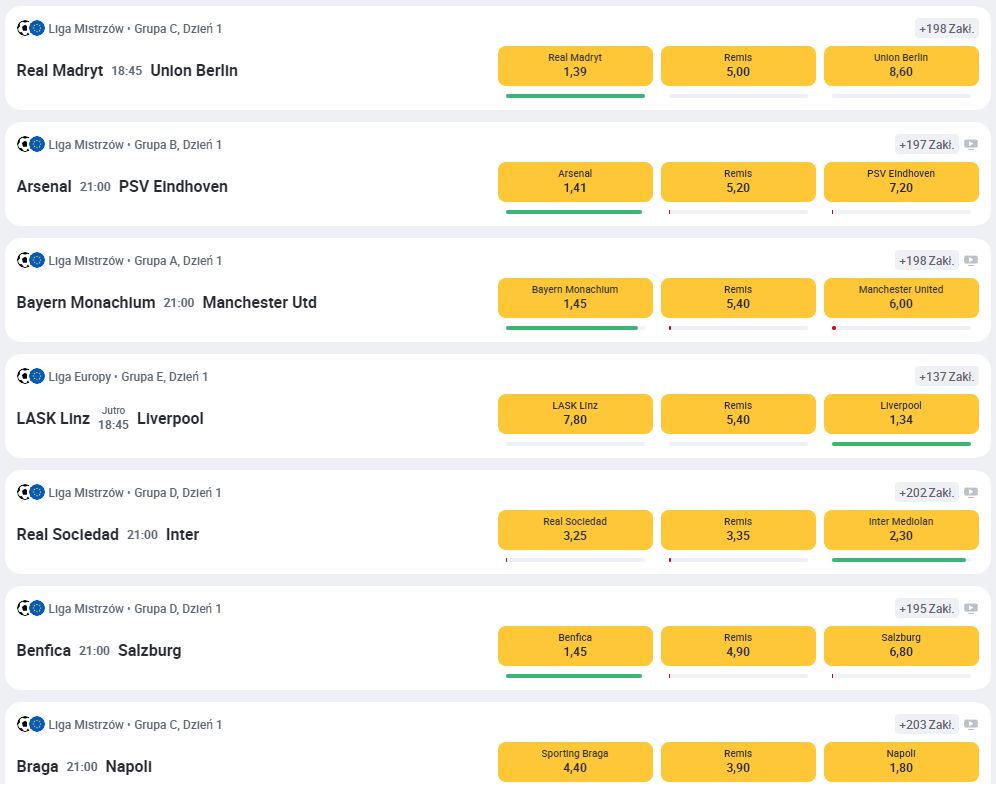 Liga Mistrzów • Grupa C, Dzień 1 +198 Zakł.
Real Madryt 18:45 Union Berlin
Real Madryt Remis Union Berlin
1,39 5,00 8,60
Liga Mistrzów • Grupa B, Dzień 1 +197 Zakł.
Arsenal 21:00 PSV Eindhoven
Arsenal Remis PSV Eindhoven
1,41 5,20 7,20
Liga Mistrzów • Grupa A, Dzień 1 +198 Zakł.
Bayern Monachium 21:00 Manchester Utd
Bayern Monachium Remis Manchester United
1,45 5,40 6,00
Liga Europy • Grupa E, Dzień 1 +137 Zakł.
LASK Linz Jutro 18:45 Liverpool
LASK Linz Remis Liverpool
7,80 5,40 1,34
Liga Mistrzów • Grupa D, Dzień 1 +202 Zakł.
Real Sociedad 21:00 Inter
Real Sociedad Remis Inter Mediolan
3,25 3,35 2,30
Liga Mistrzów • Grupa D, Dzień 1 +195 Zakł.
Benfica 21:00 Salzburg
Benfica Remis Salzburg
1,45 4,90 6,80
Liga Mistrzów • Grupa C, Dzień 1 +203 Zakł.
Braga 21:00 Napoli
Sporting Braga Remis Napoli
4,40 3,90 1,80